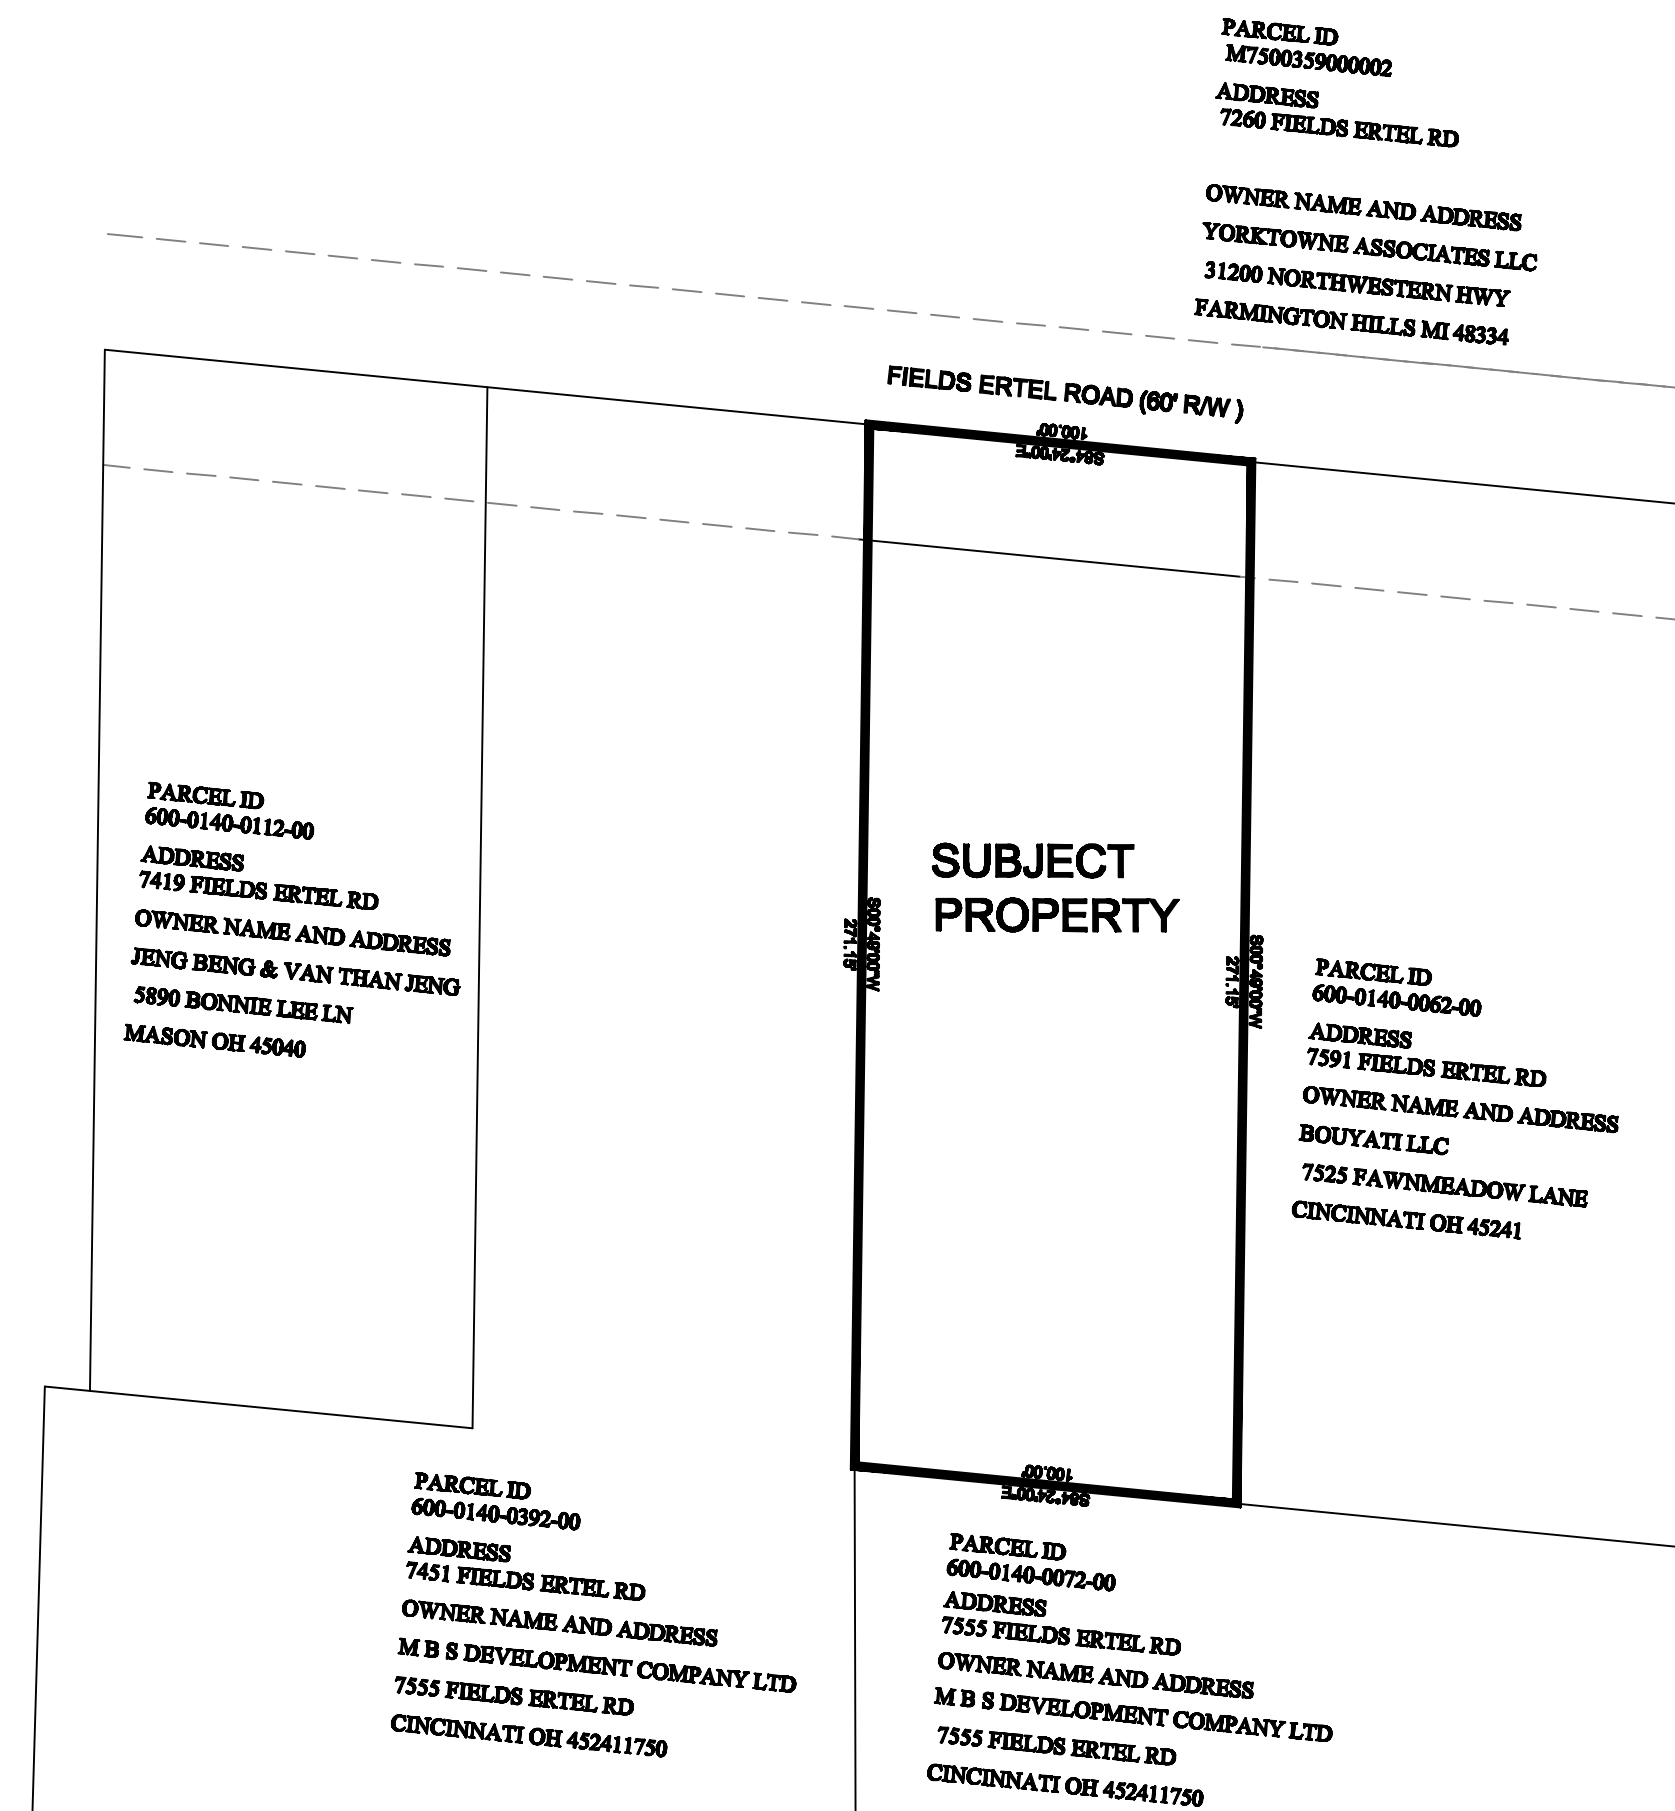 PARCEL ID
M7500359000002
ADDRESS
7260 FIELDS ERTEL RD
OWNER NAME AND ADDRESS
YORKTOWNE ASSOCIATES LLC
31200 NORTHWESTERN HWY
FARMINGTON HILLS MI 48334
FIELDS ERTEL ROAD (60' R/W )
100.00'
S84°24'00"E
PARCEL ID
600-0140-0112-00
ADDRESS
7419 FIELDS ERTEL RD
OWNER NAME AND ADDRESS
JENG BENG & VAN THAN JENG
5890 BONNIE LEE LN
MASON OH 45040
SUBJECT
PROPERTY
S00°49'00"W
271.15'
S00°49'00"W
271.15'
PARCEL ID
600-0140-0062-00
ADDRESS
7591 FIELDS ERTEL RD
OWNER NAME AND ADDRESS
BOUYATI LLC
7525 FAWNMEADOW LANE
CINCINNATI OH 45241
100.00'
S84°24'00"E
PARCEL ID
600-0140-0392-00
ADDRESS
7451 FIELDS ERTEL RD
OWNER NAME AND ADDRESS
M B S DEVELOPMENT COMPANY LTD
7555 FIELDS ERTEL RD
CINCINNATI OH 452411750
PARCEL ID
600-0140-0072-00
ADDRESS
7555 FIELDS ERTEL RD
OWNER NAME AND ADDRESS
M B S DEVELOPMENT COMPANY LTD
7555 FIELDS ERTEL RD
CINCINNATI OH 452411750